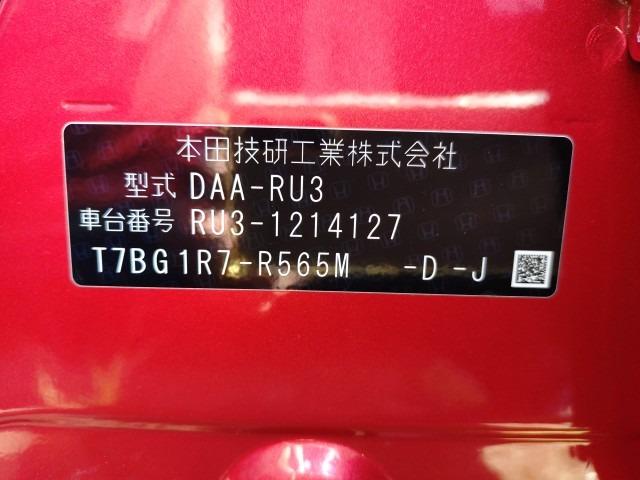 本田技研工業株式会社
型式 DAA-RU3
車台番号 RU3-1214127
T7BG1R7-R565M -D -J